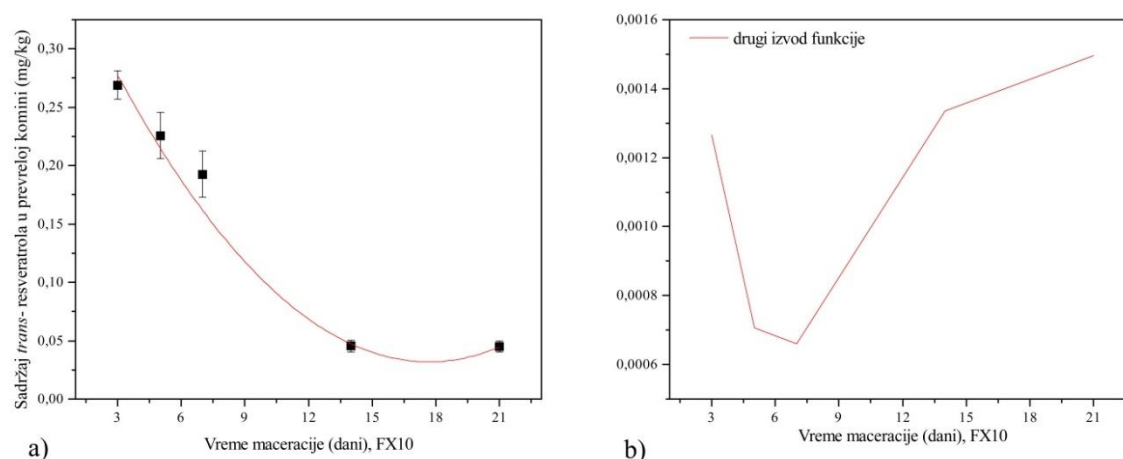 Sadržaj trans- resveratrola u prevreloj komini (mg/kg)
0,30
0,25
0,20
0,15
0,10
0,05
0,00
3 6 9 12 15 18 21
Vreme maceracije (dani), FX10
a)
drugi izvod funkcije
0,0016
0,0014
0,0012
0,0010
0,0008
0,0006
3 6 9 12 15 18 21
Vreme maceracije (dani), FX10
b)